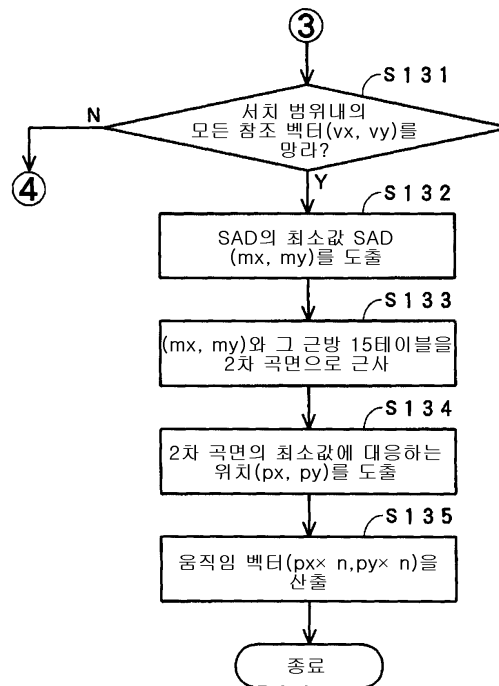 ③
S131
서치 범위내의
모든 참조 벡터(vx, vy)를
망라?
N
Y
④
S132
SAD의 최소값 SAD
(mx, my)를 도출
S133
(mx, my)와 그 근방 15테이블을
2차 곡면으로 근사
S134
2차 곡면의 최소값에 대응하는
위치(px, py)를 도출
S135
움직임 벡터(px× n,py× n)을
산출
종료